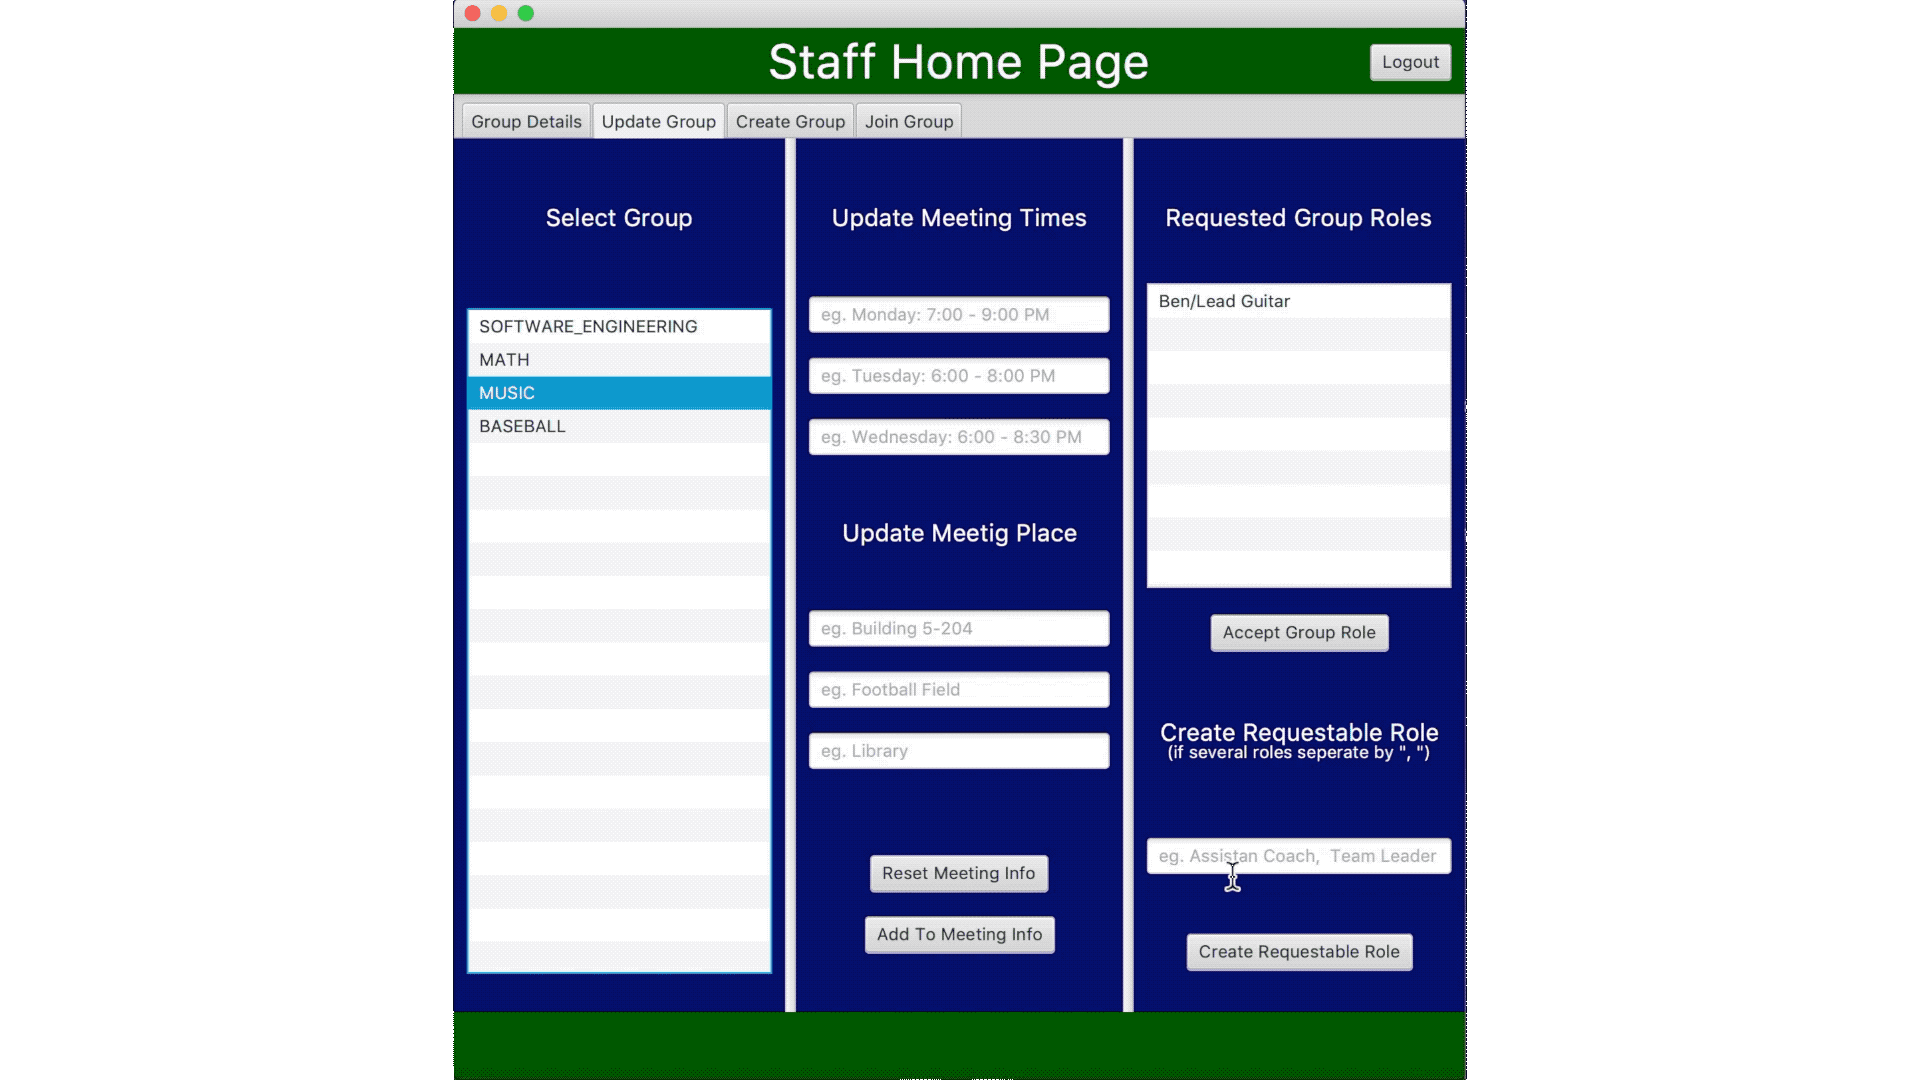 Staff Home Page
Logout
Group Details
Update Group
Create Group
Join Group
Select Group
SOFTWARE_ENGINEERING
MATH
MUSIC
BASEBALL
Update Meeting Times
eg. Monday: 7:00 - 9:00 PM
eg. Tuesday: 6:00 - 8:00 PM
eg. Wednesday: 6:00 - 8:30 PM
Update Meetig Place
eg. Building 5-204
eg. Football Field
eg. Library
Reset Meeting Info
Add To Meeting Info
Requested Group Roles
Ben/Lead Guitar
Accept Group Role
Create Requestable Role
(if several roles seperate by ", ")
eg. Assistan Coach,  Team Leader
Create Requestable Role